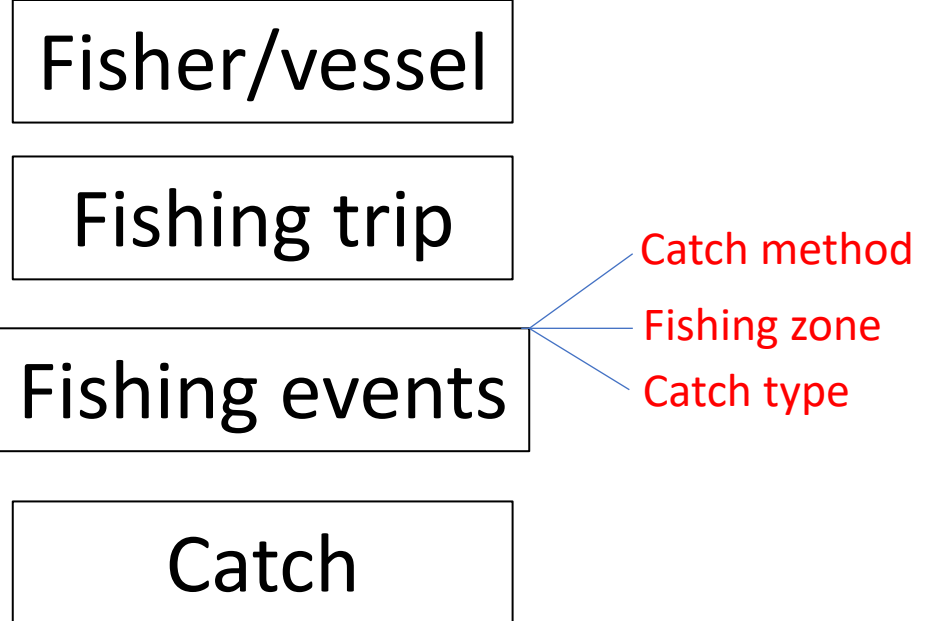 Fisher/vessel
Fishing trip
Catch method
Fishing zone
Fishing events
Catch type
Catch